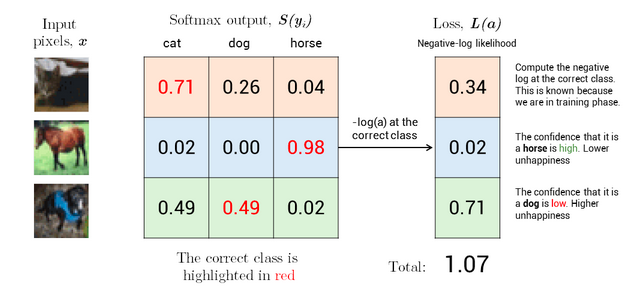 Input
pixels, x
Softmax output, S(yᵢ)
cat dog horse
Loss, L(a)
Negative-log likelihood
0.71 0.26 0.04
0.34
Compute the negative
log at the correct class.
This is known because
we are in training phase.
-log(a) at the
correct class
0.02 0.00 0.98
0.02
The confidence that it is
a horse is high. Lower
unhappiness
0.49 0.49 0.02
0.71
The confidence that it is
a dog is low. Higher
unhappiness
The correct class is
highlighted in red
Total: 1.07